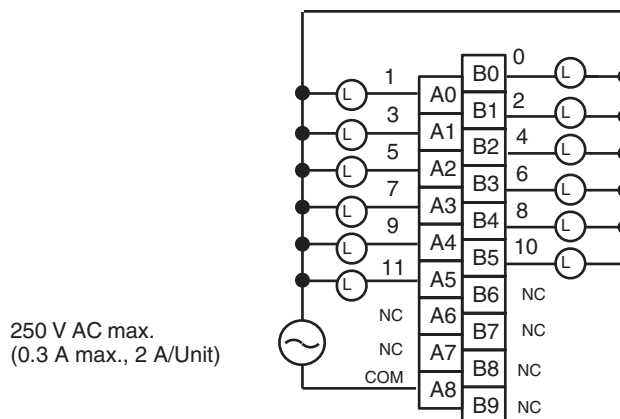 0
L
B0
1
L
A0
2
L
B1
3
L
A1
4
L
B2
5
L
A2
6
L
B3
7
L
A3
8
L
B4
9
L
A4
10
L
B5
11
L
A5
B6 NC
NC A6
B7 NC
NC A7
B8 NC
COM A8
B9 NC
250 V AC max.
(0.3 A max., 2 A/Unit)